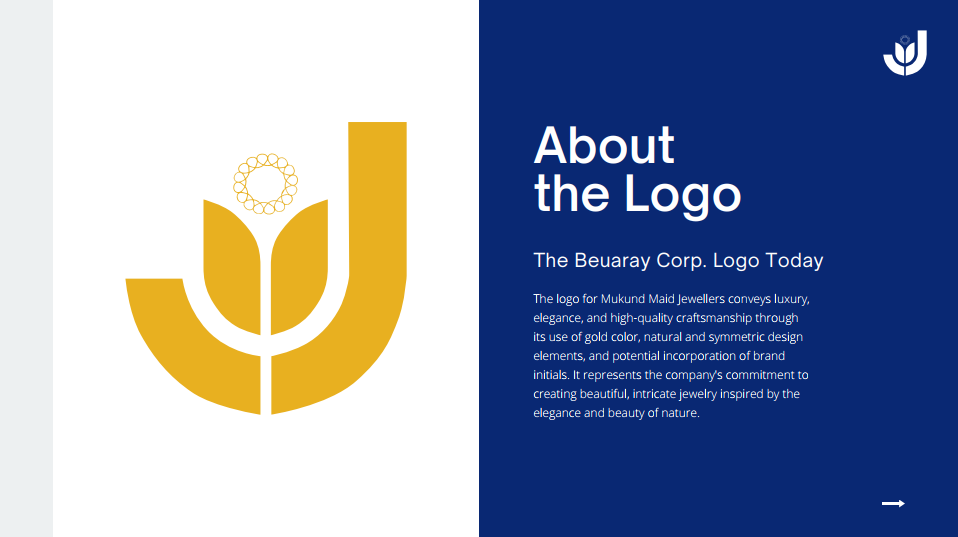 About
the Logo
The Beuaray Corp. Logo Today
The logo for Mukund Maid Jewellers conveys luxury,
elegance, and high-quality craftsmanship through
its use of gold color, natural and symmetric design
elements, and potential incorporation of brand
initials. It represents the company's commitment to
creating beautiful, intricate jewelry inspired by the
elegance and beauty of nature.